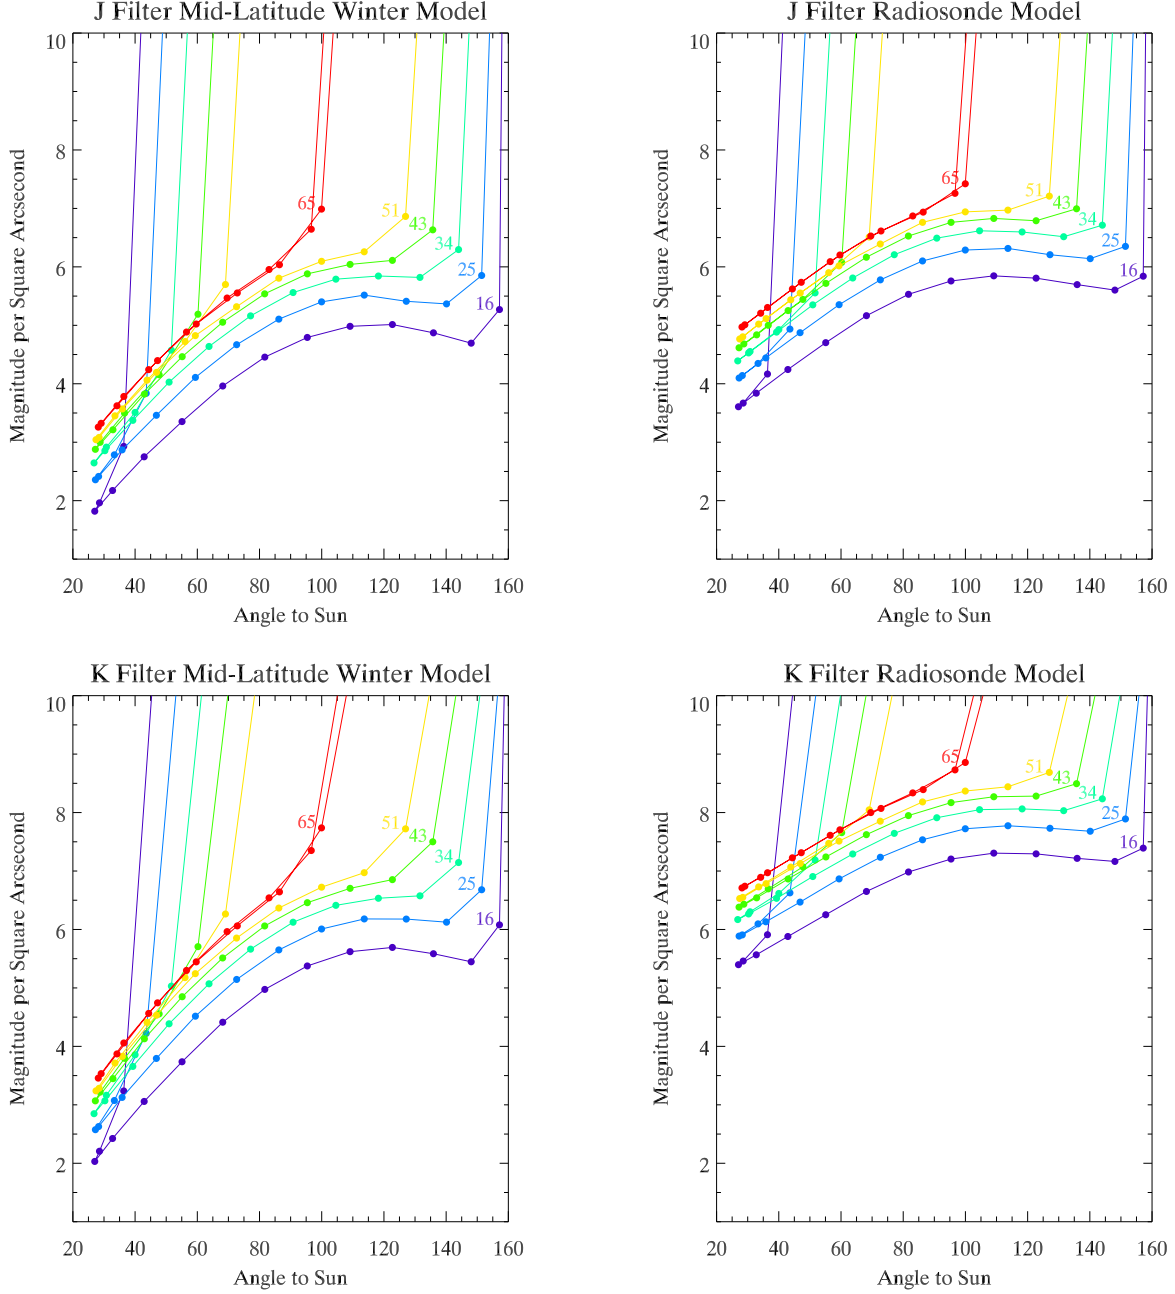 J Filter Mid-Latitude Winter Model
10
8
6
4
2
Magnitude per Square Arcsecond
65
51
43
34
25
16
20 40 60 80 100 120 140 160
Angle to Sun
J Filter Radiosonde Model
10
8
6
4
2
Magnitude per Square Arcsecond
65
51
43
34
25
16
20 40 60 80 100 120 140 160
Angle to Sun
K Filter Mid-Latitude Winter Model
10
8
6
4
2
Magnitude per Square Arcsecond
65
51
43
34
25
16
20 40 60 80 100 120 140 160
Angle to Sun
K Filter Radiosonde Model
10
8
6
4
2
Magnitude per Square Arcsecond
65
51
43
34
25
16
20 40 60 80 100 120 140 160
Angle to Sun